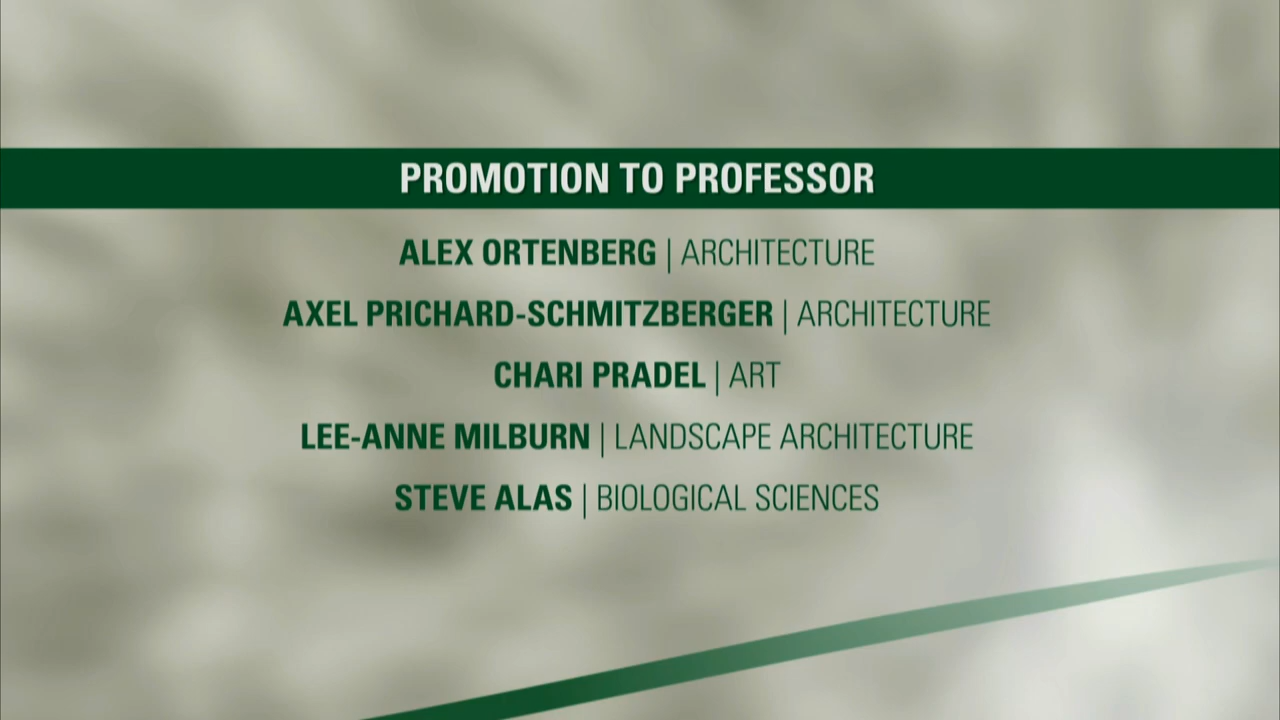 PROMOTION TO PROFESSOR
ALEX ORTENBERG | ARCHITECTURE
AXEL PRICHARD-SCHMITZBERGER | ARCHITECTURE
CHARI PRADEL | ART
LEE-ANNE MILBURN | LANDSCAPE ARCHITECTURE
STEVE ALAS | BIOLOGICAL SCIENCES